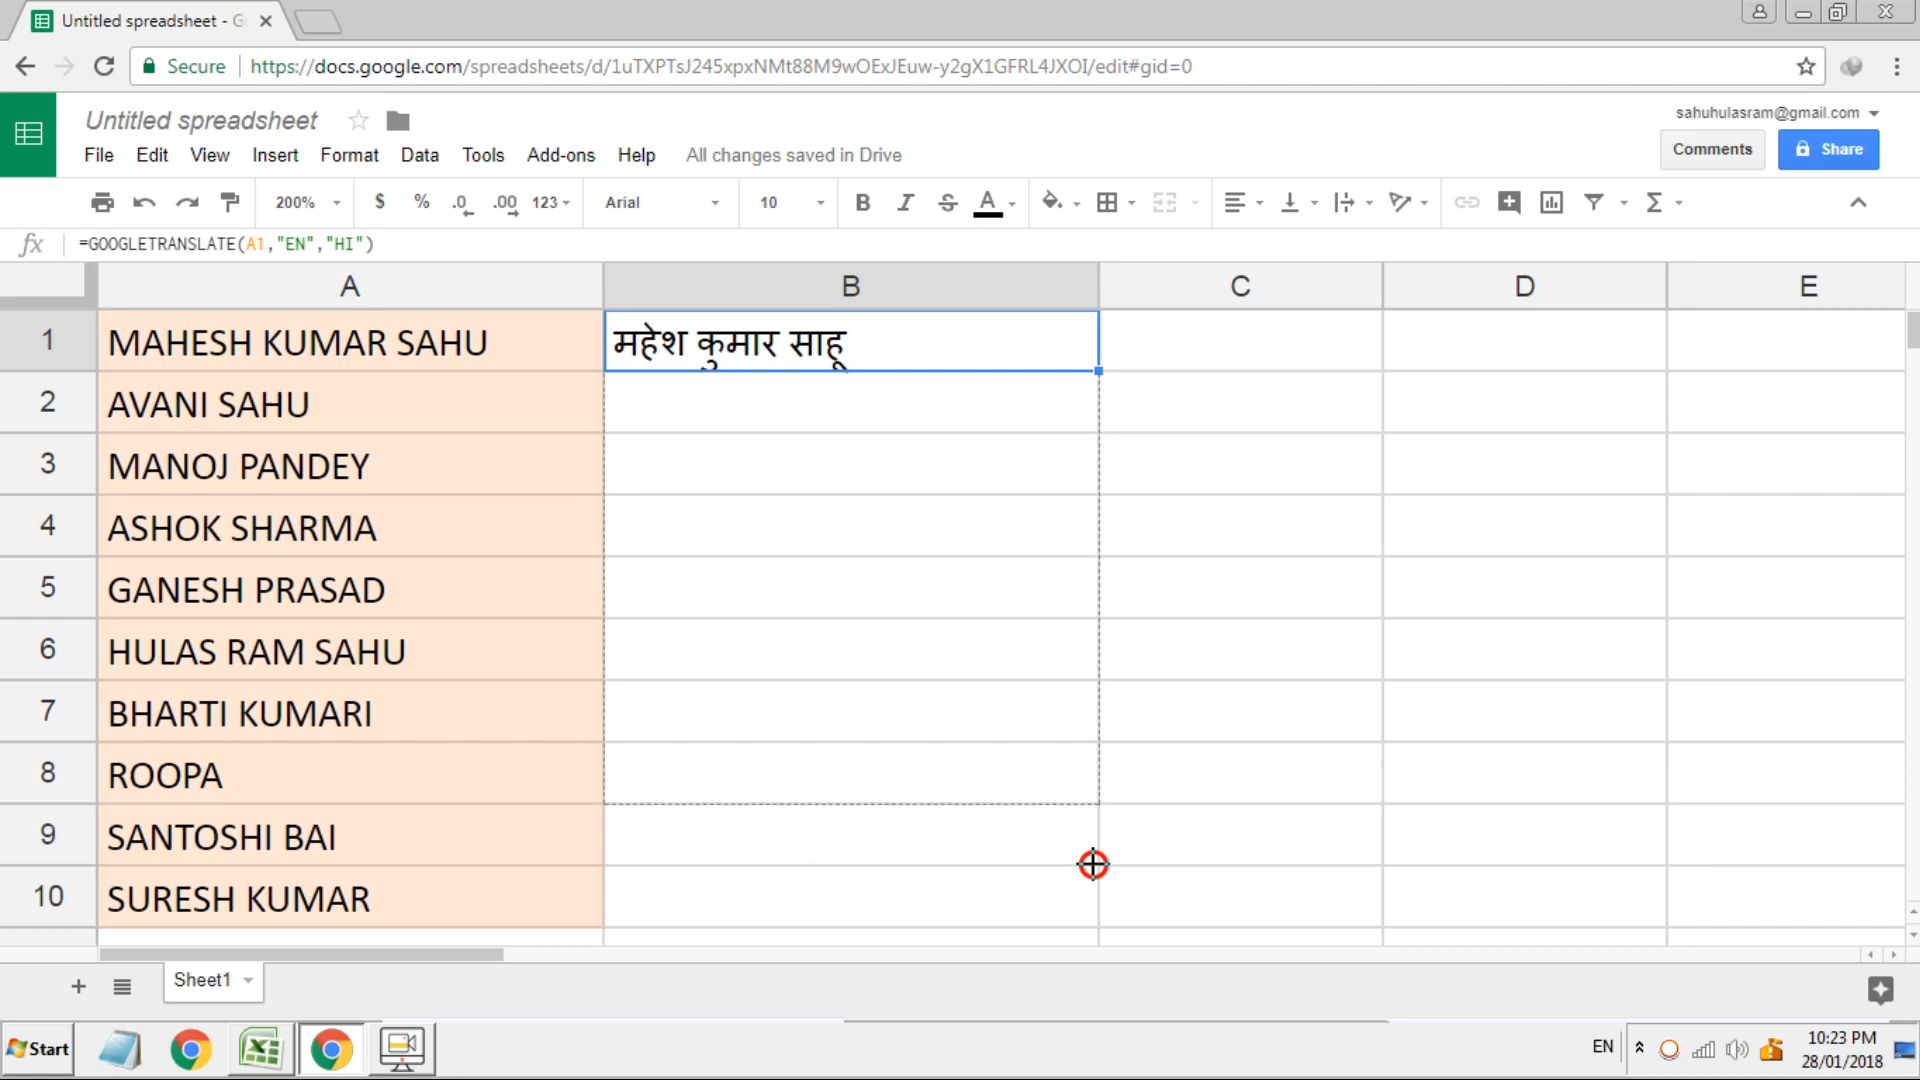 Untitled spreadsheet - G
Secure https://docs.google.com/spreadsheets/d/1uTXPTsJ245xpxNMt88M9wOExJEuw-y2gX1GFRL4JXOI/edit#gid=0
Untitled spreadsheet
sahuhulasram@gmail.com
File Edit View Insert Format Data Tools Add-ons Help All changes saved in Drive
Comments Share
200% $ % .0 .00 123 Arial 10 B I S A Σ
fx =GOOGLETRANSLATE(A1,"EN","HI")
A B C D E
1 MAHESH KUMAR SAHU महेश कुमार साहू
2 AVANI SAHU
3 MANOJ PANDEY
4 ASHOK SHARMA
5 GANESH PRASAD
6 HULAS RAM SAHU
7 BHARTI KUMARI
8 ROOPA
9 SANTOSHI BAI
10 SURESH KUMAR
Sheet1
Start EN 10:23 PM
28/01/2018